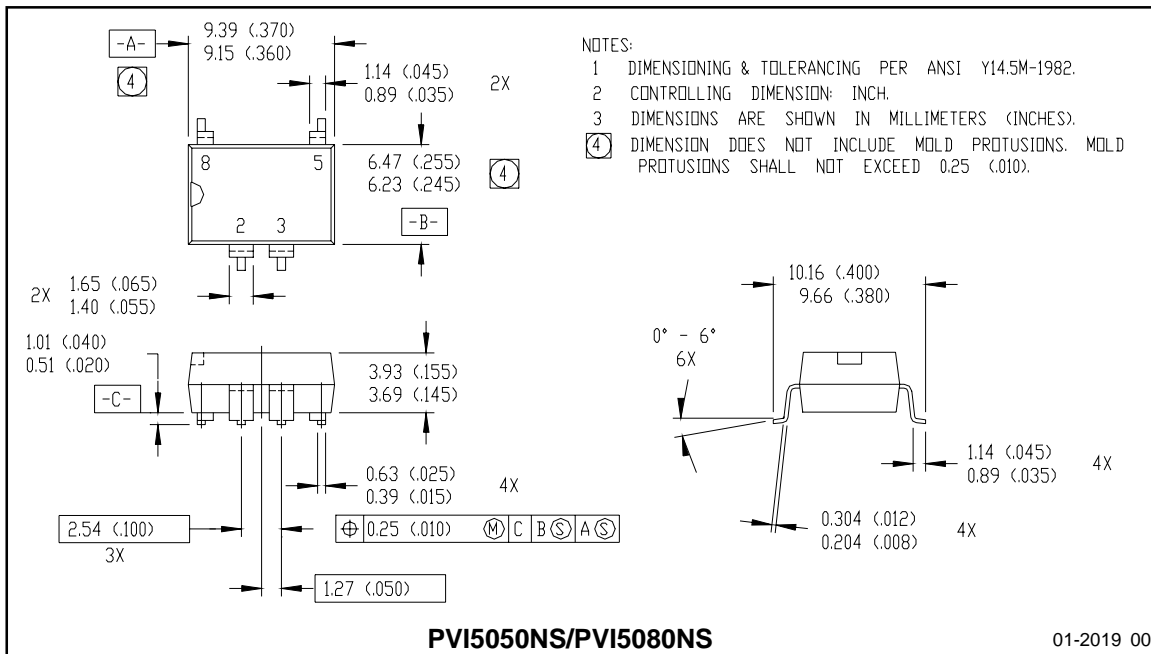 -A-
9.39 (.370)
9.15 (.360)
4
1.14 (.045)
0.89 (.035)
2X
8
5
6.47 (.255)
6.23 (.245)
4
-B-
2
3
2X
1.65 (.065)
1.40 (.055)
1.01 (.040)
0.51 (.020)
-C-
3.93 (.155)
3.69 (.145)
0.63 (.025)
0.39 (.015)
4X
2.54 (.100)
3X
⌖ 0.25 (.010) Ⓜ C B Ⓢ A Ⓢ
1.27 (.050)
NOTES:
1 DIMENSIONING & TOLERANCING PER ANSI Y14.5M-1982.
2 CONTROLLING DIMENSION: INCH.
3 DIMENSIONS ARE SHOWN IN MILLIMETERS (INCHES).
4 DIMENSION DOES NOT INCLUDE MOLD PROTUSIONS. MOLD
PROTUSIONS SHALL NOT EXCEED 0.25 (.010).
10.16 (.400)
9.66 (.380)
0° - 6°
6X
1.14 (.045)
0.89 (.035)
4X
0.304 (.012)
0.204 (.008)
4X
PVI5050NS/PVI5080NS
01-2019 00